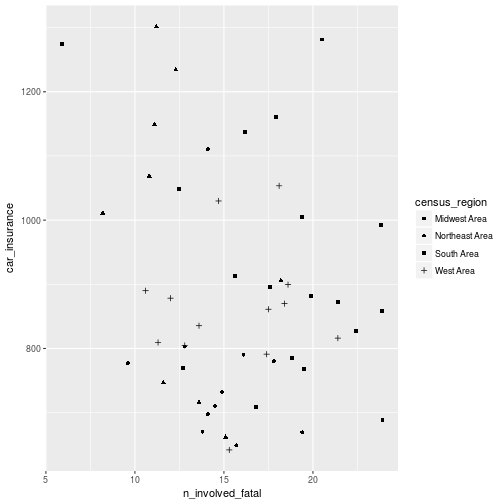 1200
1000
800
5
10
15
20
n_involved_fatal
car_insurance
census_region
Midwest Area
Northeast Area
South Area
West Area